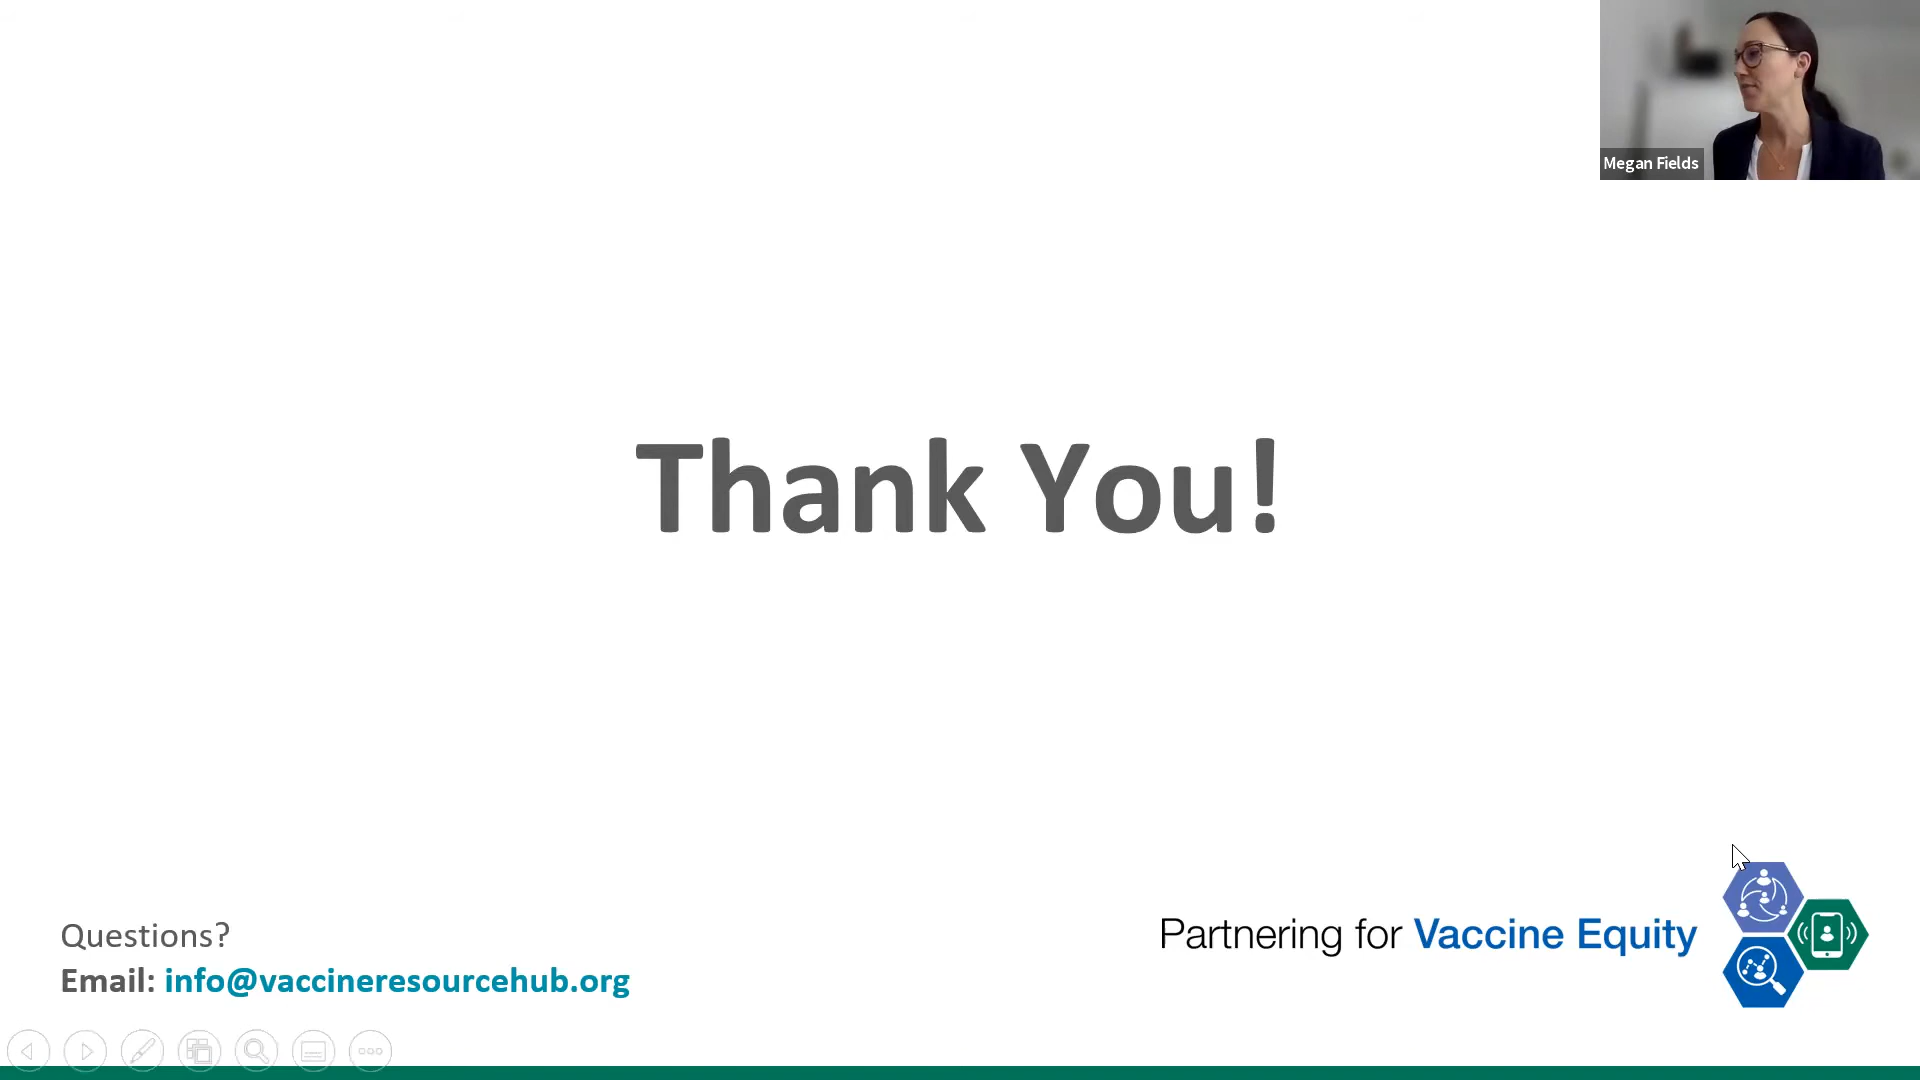 Megan Fields
Thank You!
Questions?
Email: info@vaccineresourcehub.org
Partnering for Vaccine Equity